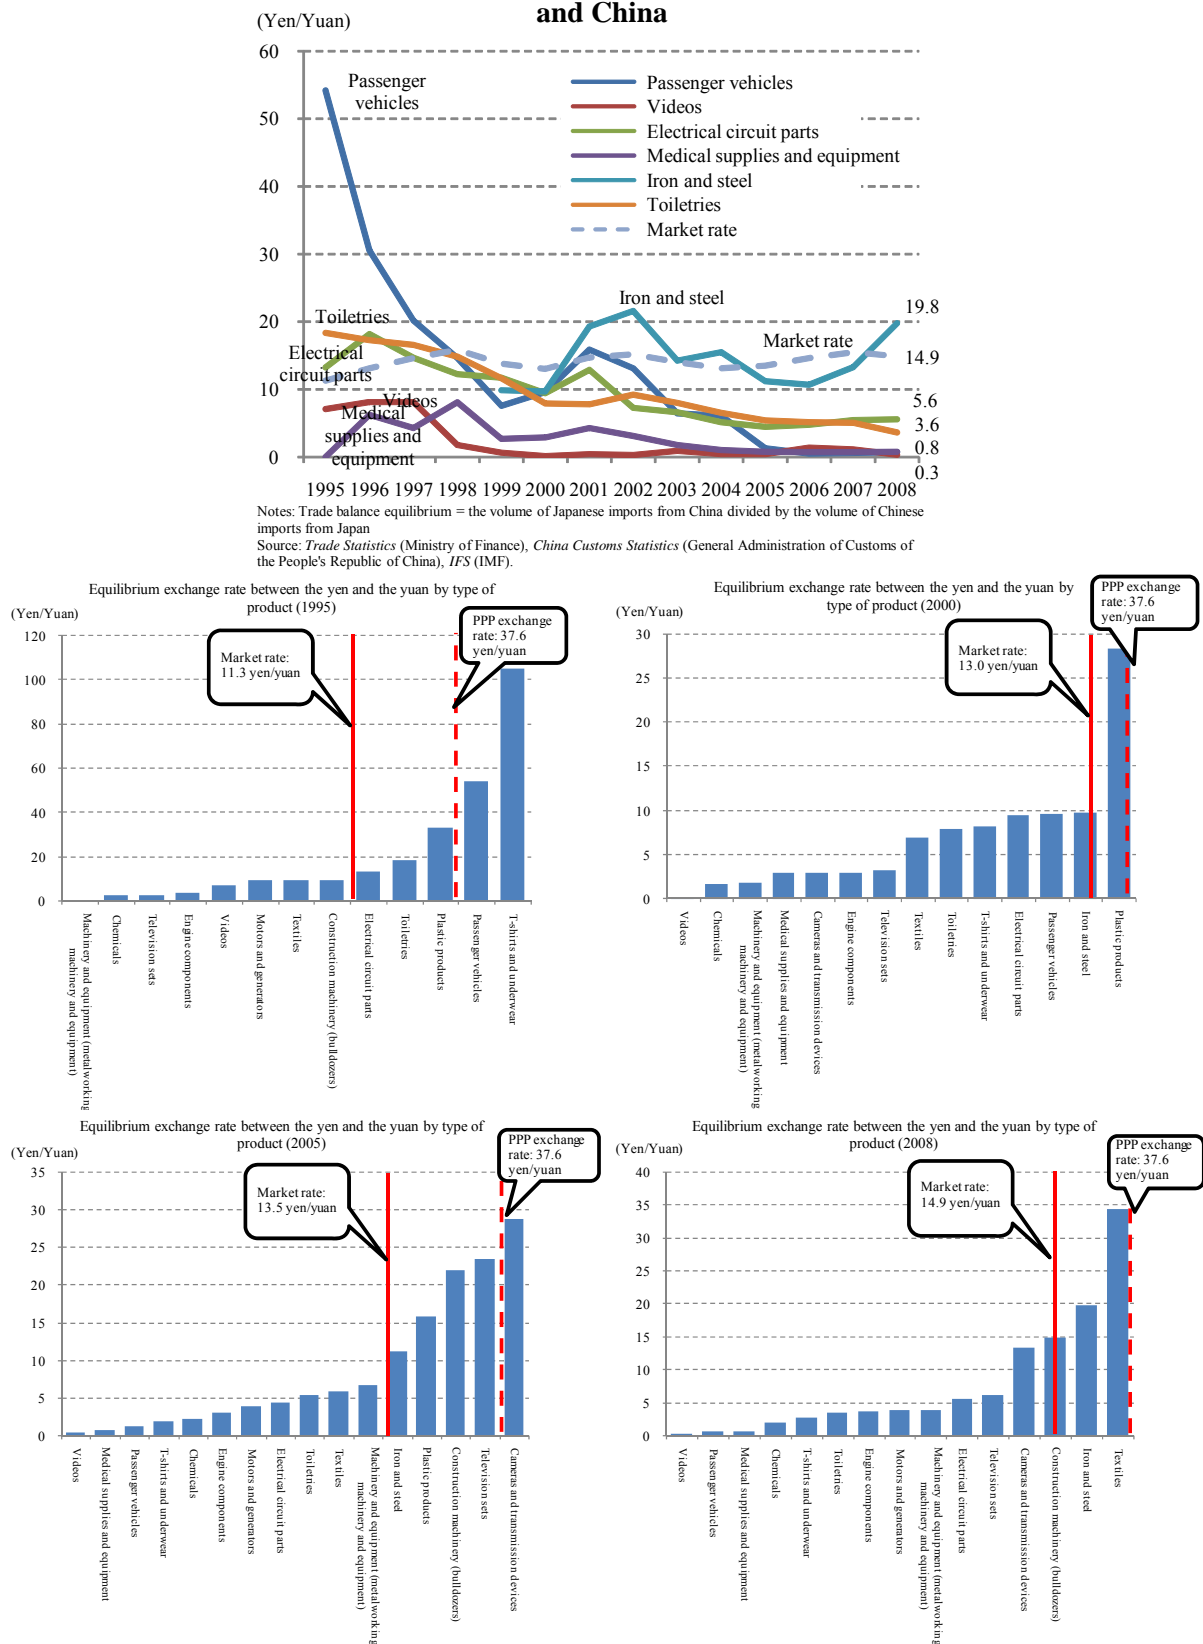 and China
(Yen/Yuan)
60
50
40
30
20
10
0
Passenger
vehicles
Toiletries
Electrical
circuit parts
Videos
Medical
supplies and
equipment
Iron and steel
Market rate
Passenger vehicles
Videos
Electrical circuit parts
Medical supplies and equipment
Iron and steel
Toiletries
Market rate
19.8
14.9
5.6
3.6
0.8
0.3
1995 1996 1997 1998 1999 2000 2001 2002 2003 2004 2005 2006 2007 2008
Notes: Trade balance equilibrium = the volume of Japanese imports from China divided by the volume of Chinese
imports from Japan
Source: Trade Statistics (Ministry of Finance), China Customs Statistics (General Administration of Customs of
the People's Republic of China), IFS (IMF).
Equilibrium exchange rate between the yen and the yuan by type of
product (1995)
(Yen/Yuan)
120
100
80
60
40
20
0
Market rate:
11.3 yen/yuan
PPP exchange
rate: 37.6
yen/yuan
Machinery and equipment (metalworking
machinery and equipment)
Chemicals
Television sets
Engine components
Videos
Motors and generators
Textiles
Construction machinery (bulldozers)
Electrical circuit parts
Toiletries
Plastic products
Passenger vehicles
T-shirts and underwear
Equilibrium exchange rate between the yen and the yuan by
type of product (2000)
(Yen/Yuan)
30
25
20
15
10
5
0
Market rate:
13.0 yen/yuan
PPP exchange
rate: 37.6
yen/yuan
Videos
Chemicals
Machinery and equipment (metalworking
machinery and equipment)
Medical supplies and equipment
Cameras and transmission devices
Engine components
Television sets
Textiles
Toiletries
T-shirts and underwear
Electrical circuit parts
Passenger vehicles
Iron and steel
Plastic products
Equilibrium exchange rate between the yen and the yuan by type of
product (2005)
(Yen/Yuan)
35
30
25
20
15
10
5
0
Market rate:
13.5 yen/yuan
PPP exchange
rate: 37.6
yen/yuan
Videos
Medical supplies and equipment
Passenger vehicles
T-shirts and underwear
Chemicals
Engine components
Motors and generators
Electrical circuit parts
Toiletries
Textiles
Machinery and equipment (metalworking
machinery and equipment)
Iron and steel
Plastic products
Construction machinery (bulldozers)
Television sets
Cameras and transmission devices
Equilibrium exchange rate between the yen and the yuan by type of
product (2008)
(Yen/Yuan)
40
35
30
25
20
15
10
5
0
Market rate:
14.9 yen/yuan
PPP exchange
rate: 37.6
yen/yuan
Videos
Passenger vehicles
Medical supplies and equipment
Chemicals
T-shirts and underwear
Toiletries
Engine components
Motors and generators
Machinery and equipment (metalworking
machinery and equipment)
Electrical circuit parts
Television sets
Cameras and transmission devices
Construction machinery (bulldozers)
Iron and steel
Textiles